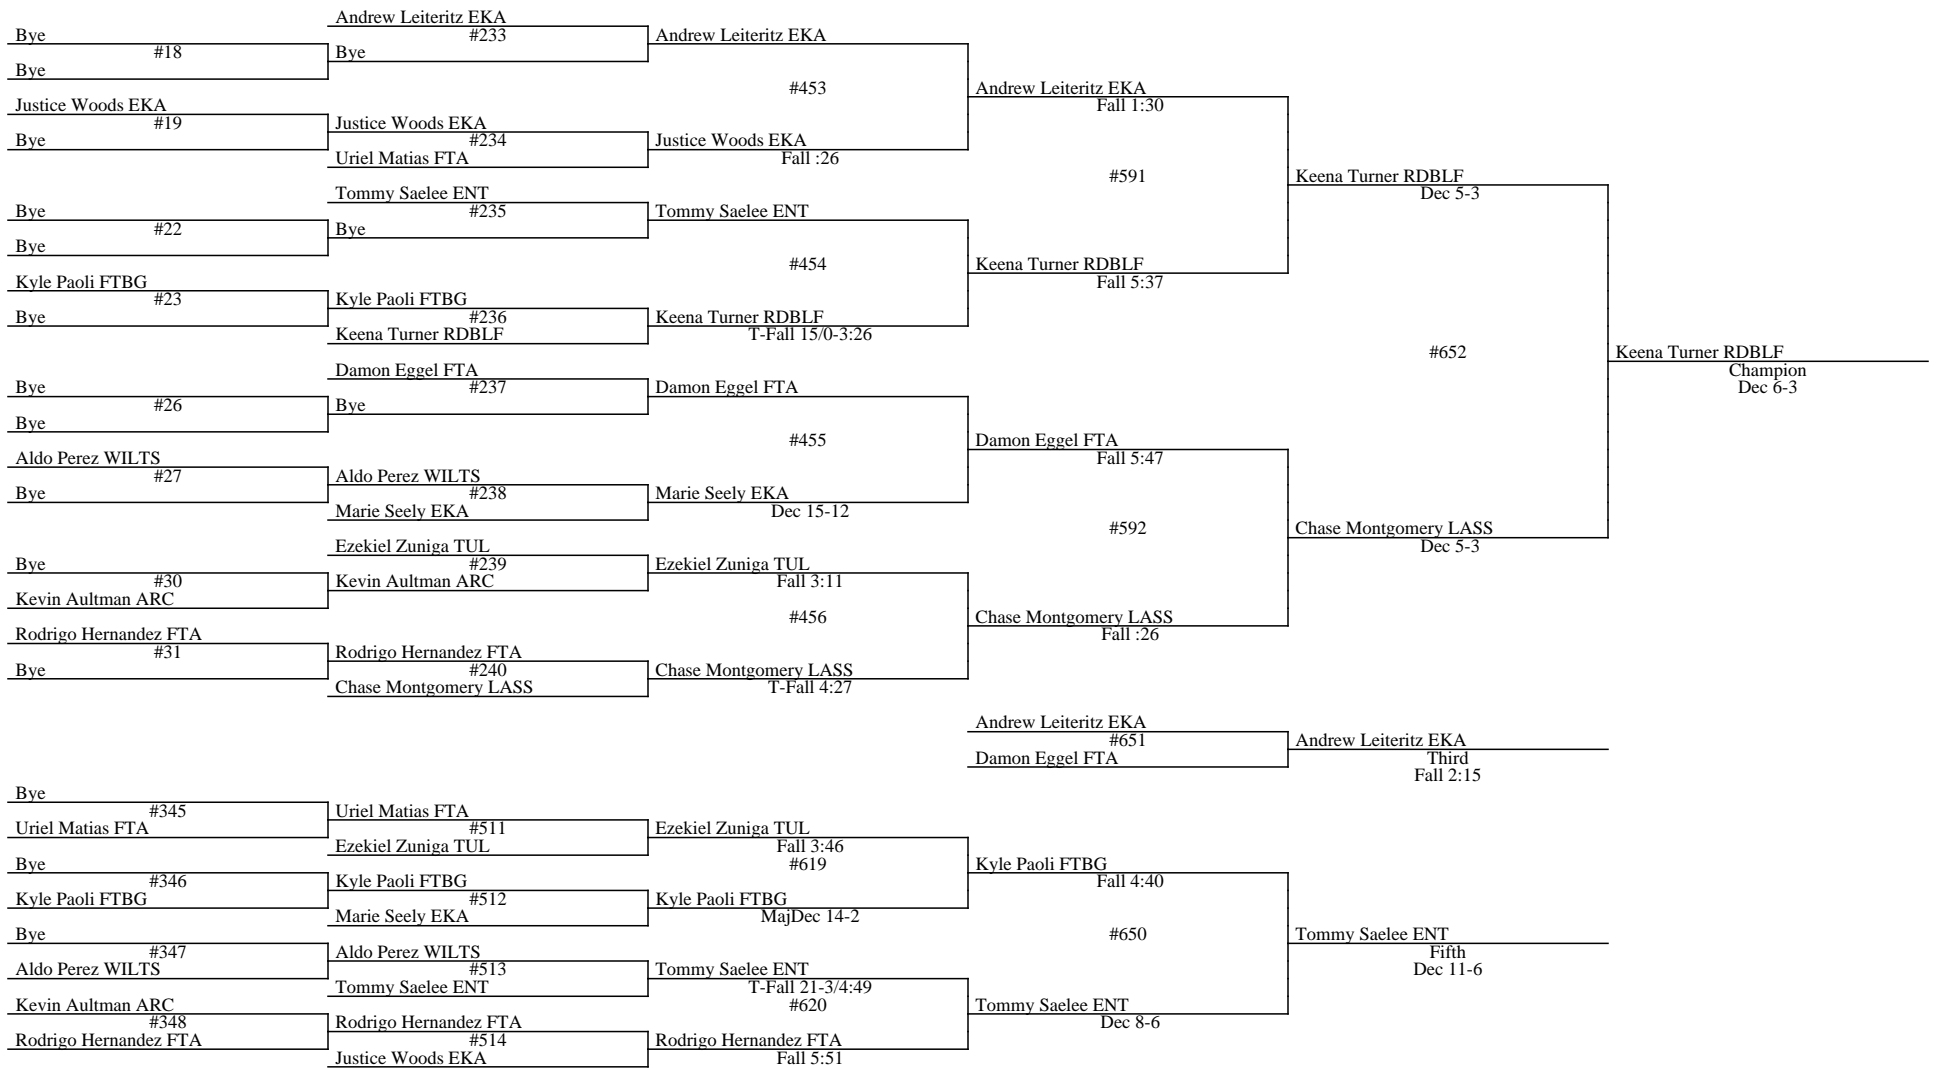 Andrew Leiteritz EKA
Bye
#233
Andrew Leiteritz EKA
#18
Bye
Bye
#453
Andrew Leiteritz EKA
Justice Woods EKA
Fall 1:30
#19
Justice Woods EKA
Bye
#234
Justice Woods EKA
Uriel Matias FTA
Fall :26
#591
Keena Turner RDBLF
Tommy Saelee ENT
Dec 5-3
Bye
#235
Tommy Saelee ENT
#22
Bye
Bye
#454
Keena Turner RDBLF
Kyle Paoli FTBG
Fall 5:37
#23
Kyle Paoli FTBG
Bye
#236
Keena Turner RDBLF
Keena Turner RDBLF
T-Fall 15/0-3:26
#652
Keena Turner RDBLF
Damon Eggel FTA
Champion
Bye
#237
Damon Eggel FTA
Dec 6-3
#26
Bye
Bye
#455
Damon Eggel FTA
Aldo Perez WILTS
Fall 5:47
#27
Aldo Perez WILTS
Bye
#238
Marie Seely EKA
Marie Seely EKA
Dec 15-12
#592
Chase Montgomery LASS
Ezekiel Zuniga TUL
Dec 5-3
Bye
#239
Ezekiel Zuniga TUL
#30
Kevin Aultman ARC
Fall 3:11
Kevin Aultman ARC
#456
Chase Montgomery LASS
Rodrigo Hernandez FTA
Fall :26
#31
Rodrigo Hernandez FTA
Bye
#240
Chase Montgomery LASS
Chase Montgomery LASS
T-Fall 4:27
Andrew Leiteritz EKA
#651
Andrew Leiteritz EKA
Damon Eggel FTA
Third
Fall 2:15
Bye
#345
Uriel Matias FTA
Uriel Matias FTA
#511
Ezekiel Zuniga TUL
Ezekiel Zuniga TUL
Fall 3:46
Bye
#619
Kyle Paoli FTBG
#346
Kyle Paoli FTBG
Fall 4:40
Kyle Paoli FTBG
#512
Kyle Paoli FTBG
Marie Seely EKA
MajDec 14-2
Bye
#650
Tommy Saelee ENT
#347
Aldo Perez WILTS
Fifth
Aldo Perez WILTS
#513
Tommy Saelee ENT
Dec 11-6
Tommy Saelee ENT
T-Fall 21-3/4:49
Kevin Aultman ARC
#620
Tommy Saelee ENT
#348
Rodrigo Hernandez FTA
Dec 8-6
Rodrigo Hernandez FTA
#514
Rodrigo Hernandez FTA
Justice Woods EKA
Fall 5:51